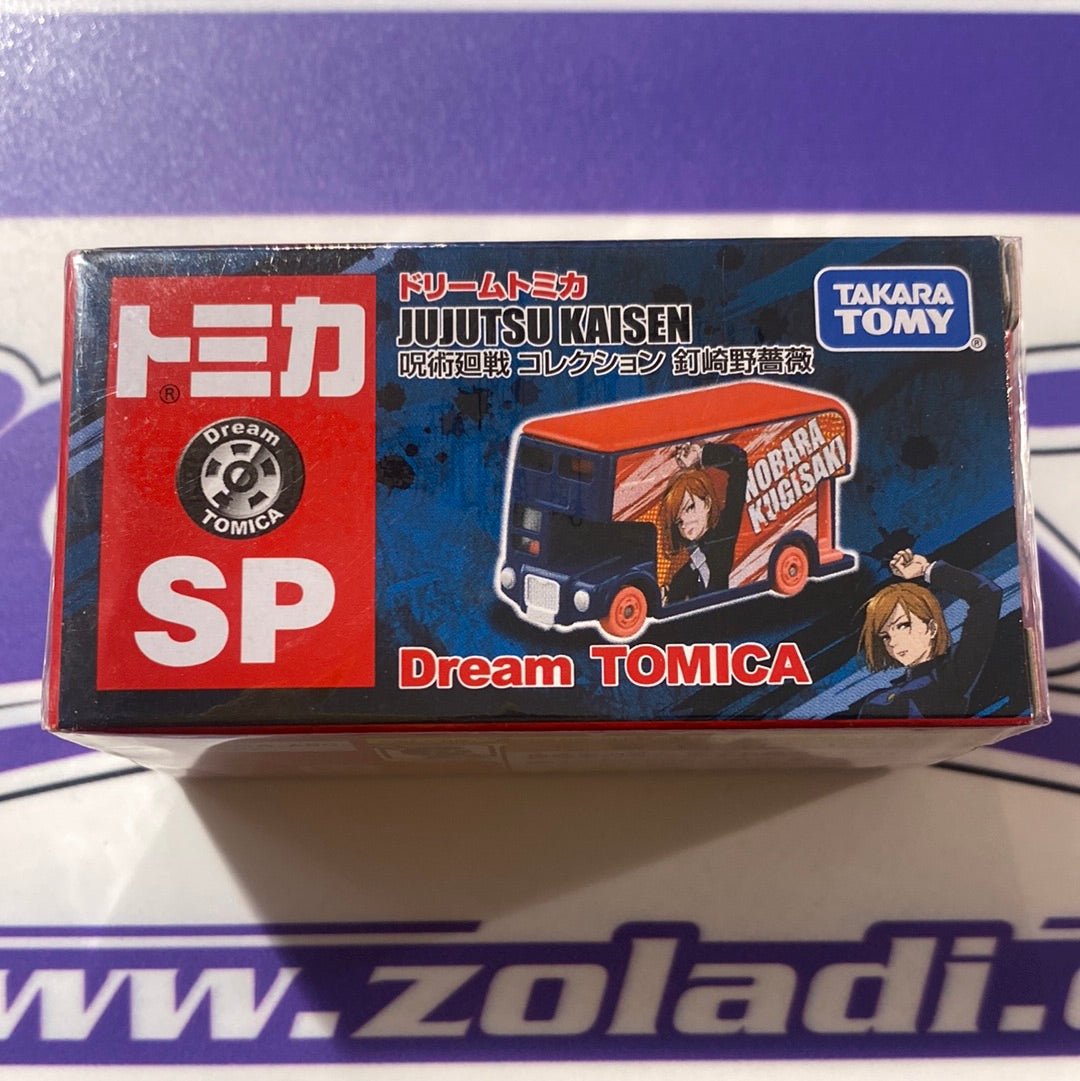 トミカ
®
Dream
TOMICA
SP
ドリームトミカ
JUJUTSU KAISEN
呪術廻戦 コレクション 釘崎野薔薇
TAKARA
TOMY
®
NOBARA
KUGISAKI
Dream TOMICA
www.zoladi.c